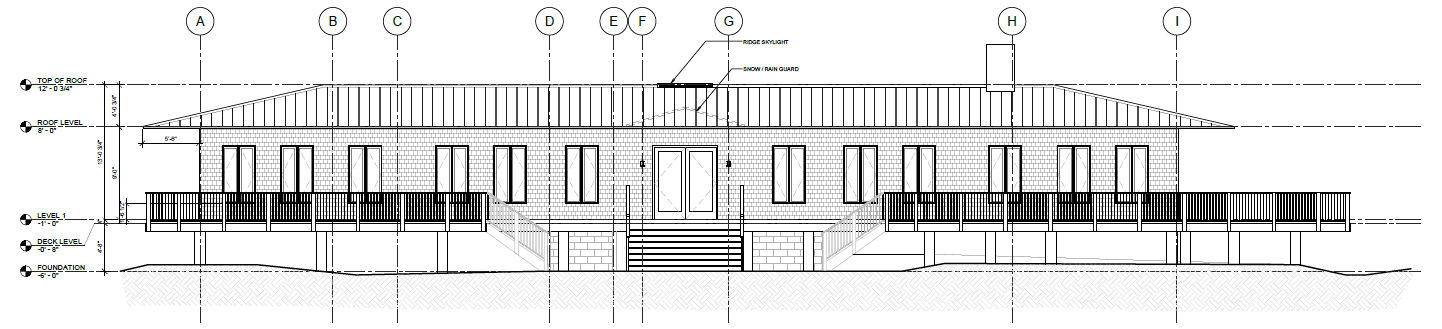 A B C D E F G H I
RIDGE SKYLIGHT
SNOW / RAIN GUARD
TOP OF ROOF
12' - 0 3/4"
4'-0 3/4"
ROOF LEVEL
8' - 0"
5'-6"
13'-0 3/4"
9'-0"
LEVEL 1
-1' - 0"
DECK LEVEL
-0' - 8"
4'-8"
FOUNDATION
-6' - 0"